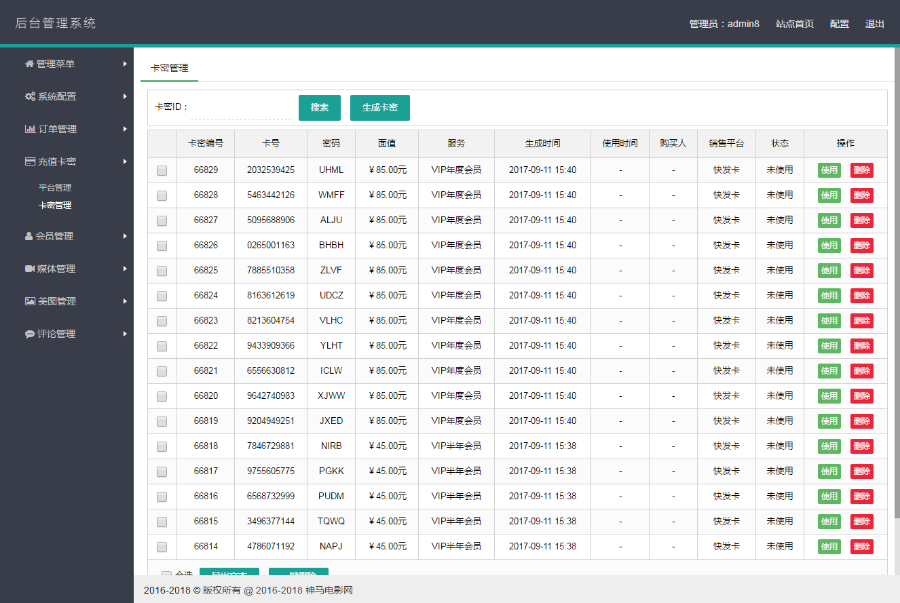 后台管理系统
管理员：admin8 站点首页 配置 退出
管理菜单
系统配置
订单管理
充值卡密
平台管理
卡密管理
会员管理
媒体管理
美图管理
评论管理
卡密管理
卡密ID： 搜索 生成卡密
卡密编号 卡号 密码 面值 服务 生成时间 使用时间 购买人 销售平台 状态 操作
66829 2032539425 UHML ¥ 85.00元 VIP年度会员 2017-09-11 15:40 - - 快发卡 未使用 使用 删除
66828 5463442126 WMFF ¥ 85.00元 VIP年度会员 2017-09-11 15:40 - - 快发卡 未使用 使用 删除
66827 5095688906 ALJU ¥ 85.00元 VIP年度会员 2017-09-11 15:40 - - 快发卡 未使用 使用 删除
66826 0265001163 BHBH ¥ 85.00元 VIP年度会员 2017-09-11 15:40 - - 快发卡 未使用 使用 删除
66825 7885510358 ZLVF ¥ 85.00元 VIP年度会员 2017-09-11 15:40 - - 快发卡 未使用 使用 删除
66824 8163612619 UDCZ ¥ 85.00元 VIP年度会员 2017-09-11 15:40 - - 快发卡 未使用 使用 删除
66823 8213604754 VLHC ¥ 85.00元 VIP年度会员 2017-09-11 15:40 - - 快发卡 未使用 使用 删除
66822 9433909366 YLHT ¥ 85.00元 VIP年度会员 2017-09-11 15:40 - - 快发卡 未使用 使用 删除
66821 6556630812 ICLW ¥ 85.00元 VIP年度会员 2017-09-11 15:40 - - 快发卡 未使用 使用 删除
66820 9642740983 XJWW ¥ 85.00元 VIP年度会员 2017-09-11 15:40 - - 快发卡 未使用 使用 删除
66819 9204949251 JXED ¥ 85.00元 VIP年度会员 2017-09-11 15:40 - - 快发卡 未使用 使用 删除
66818 7846729881 NIRB ¥ 45.00元 VIP半年会员 2017-09-11 15:38 - - 快发卡 未使用 使用 删除
66817 9755605775 PGKK ¥ 45.00元 VIP半年会员 2017-09-11 15:38 - - 快发卡 未使用 使用 删除
66816 6568732999 PUDM ¥ 45.00元 VIP半年会员 2017-09-11 15:38 - - 快发卡 未使用 使用 删除
66815 3496377144 TQWQ ¥ 45.00元 VIP半年会员 2017-09-11 15:38 - - 快发卡 未使用 使用 删除
66814 4786071192 NAPJ ¥ 45.00元 VIP半年会员 2017-09-11 15:38 - - 快发卡 未使用 使用 删除
2016-2018 © 版权所有 @ 2016-2018 神马电影网